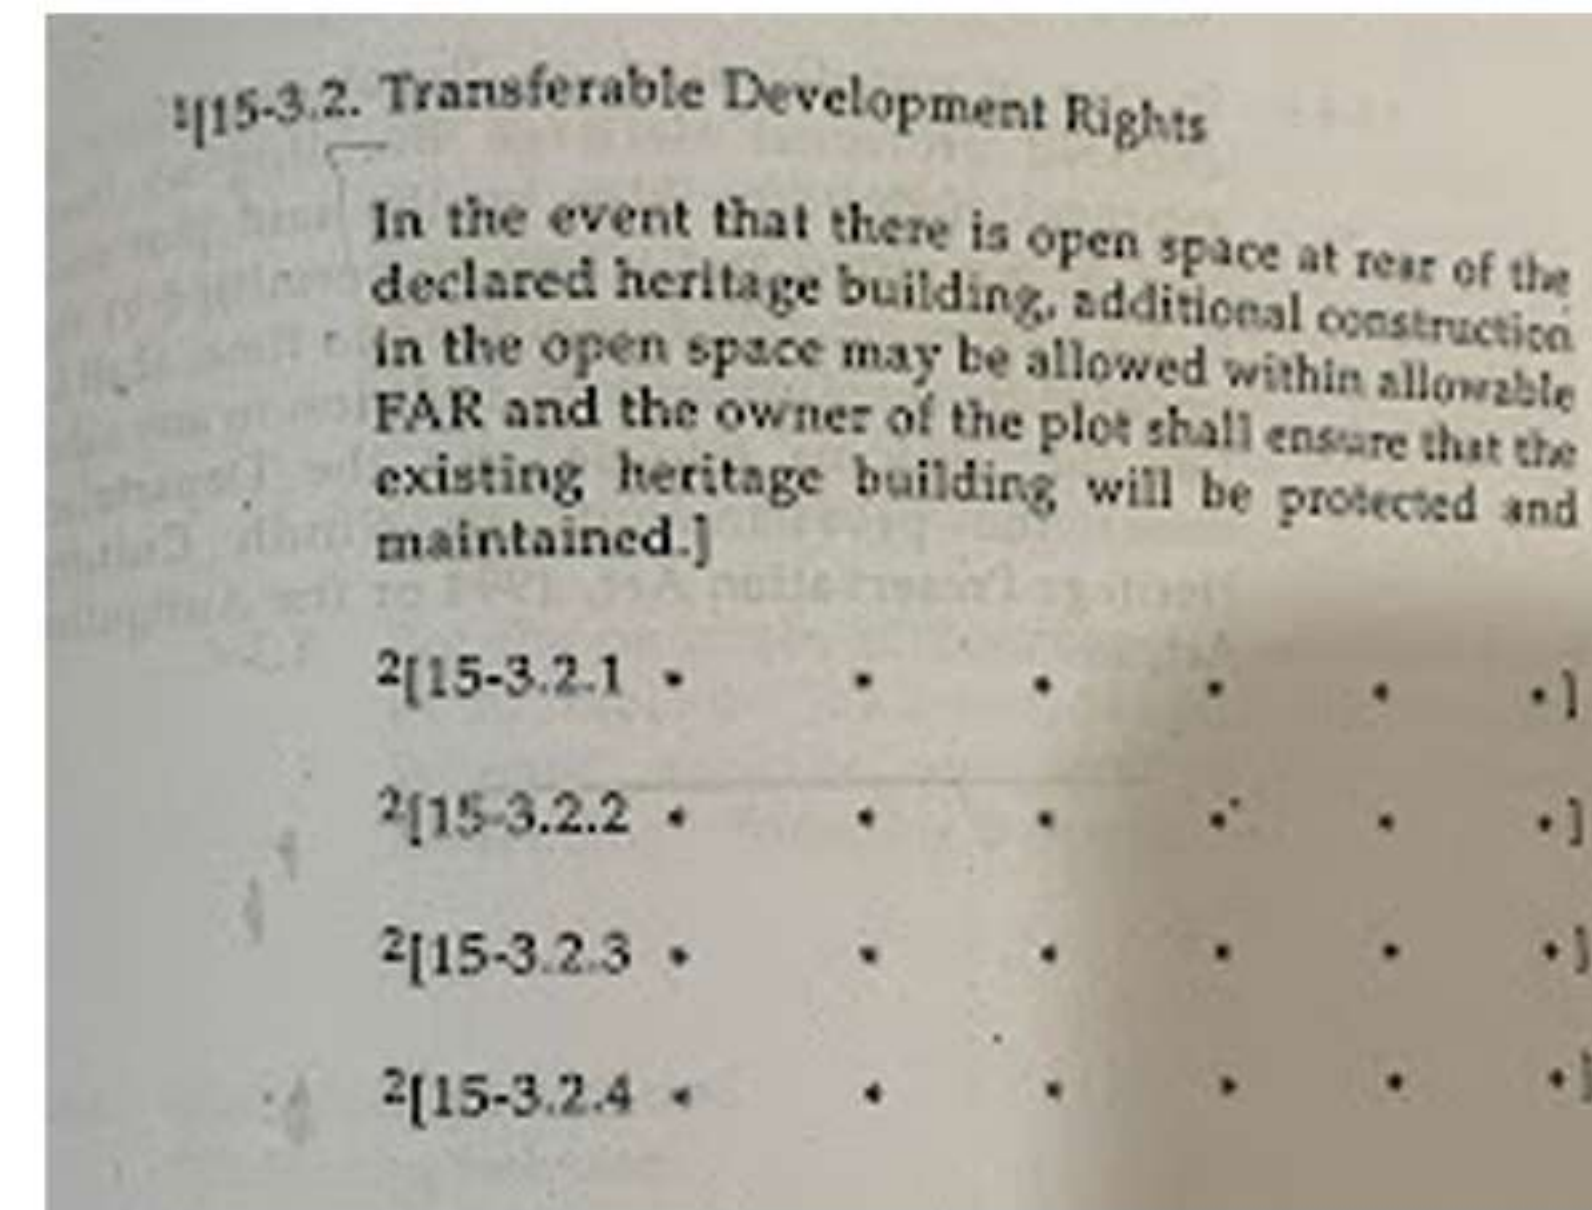 ¹[15-3.2. Transferable Development Rights
In the event that there is open space at rear of the
declared heritage building, additional construction
in the open space may be allowed within allowable
FAR and the owner of the plot shall ensure that the
existing heritage building will be protected and
maintained.]
²[15-3.2.1 • • • • • •]
²[15-3.2.2 • • • • • •]
²[15-3.2.3 • • • • • •]
²[15-3.2.4 • • • • • •]